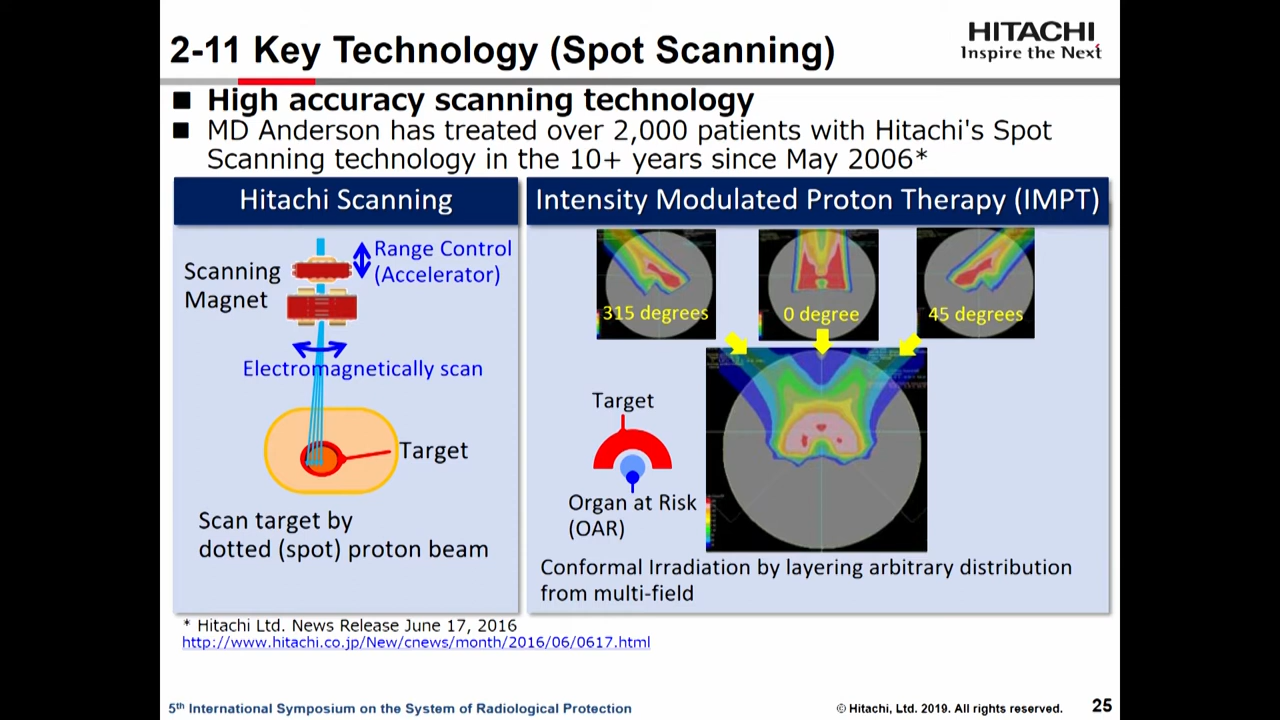 2-11 Key Technology (Spot Scanning)
HITACHI
Inspire the Next
■ High accuracy scanning technology
■ MD Anderson has treated over 2,000 patients with Hitachi's Spot
Scanning technology in the 10+ years since May 2006*
Hitachi Scanning
Scanning
Magnet
Range Control
(Accelerator)
Electromagnetically scan
Target
Scan target by
dotted (spot) proton beam
Intensity Modulated Proton Therapy (IMPT)
315 degrees
0 degree
45 degrees
Target
Organ at Risk
(OAR)
Conformal Irradiation by layering arbitrary distribution
from multi-field
* Hitachi Ltd. News Release June 17, 2016
http://www.hitachi.co.jp/New/cnews/month/2016/06/0617.html
5th International Symposium on the System of Radiological Protection
© Hitachi, Ltd. 2019. All rights reserved.
25